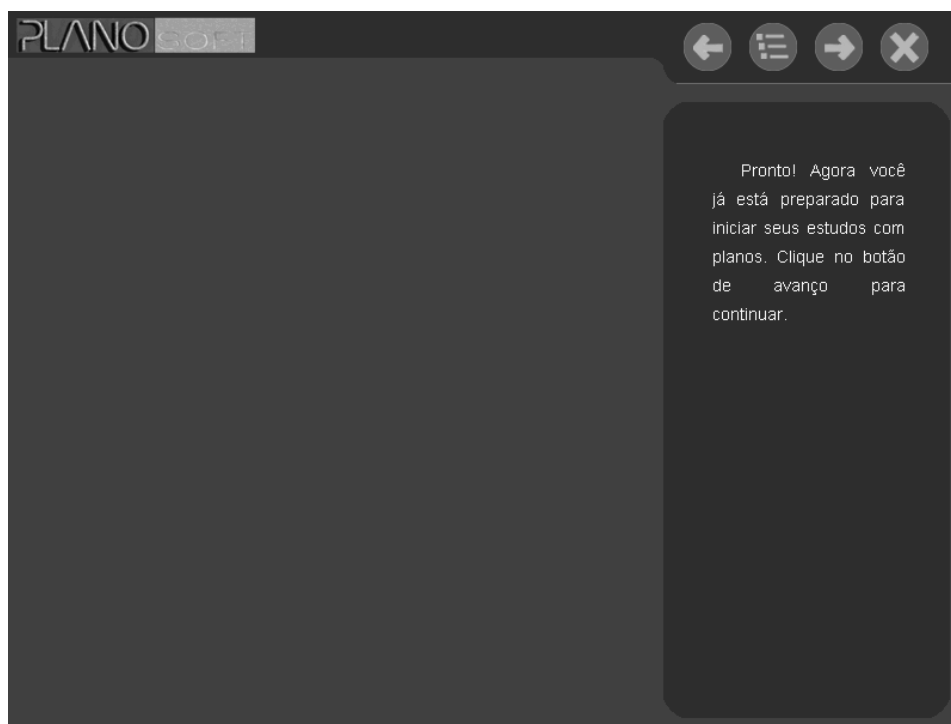 PLANO SOFT
Pronto! Agora você
já está preparado para
iniciar seus estudos com
planos. Clique no botão
de avanço para
continuar.